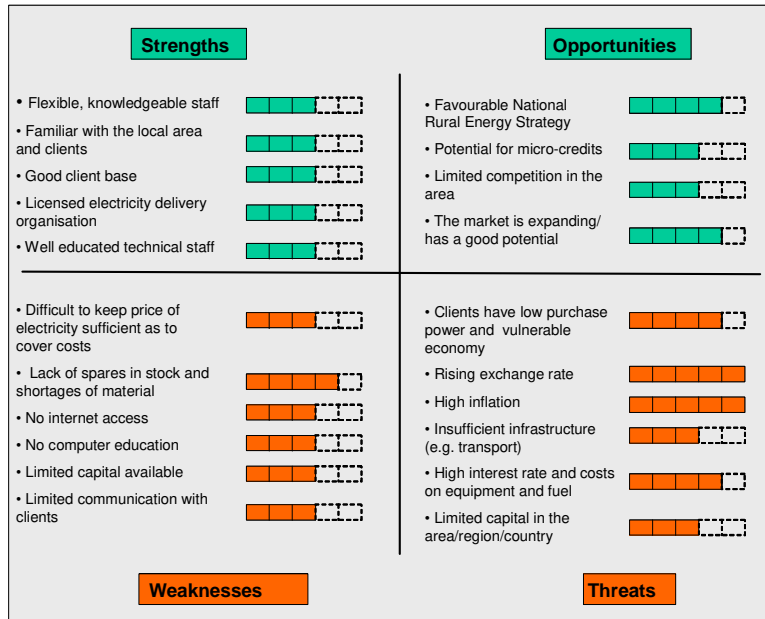 Strengths
• Flexible, knowledgeable staff
• Familiar with the local area
and clients
• Good client base
• Licensed electricity delivery
organisation
• Well educated technical staff
Opportunities
• Favourable National
Rural Energy Strategy
• Potential for micro-credits
• Limited competition in the
area
• The market is expanding/
has a good potential
• Difficult to keep price of
electricity sufficient as to
cover costs
• Lack of spares in stock and
shortages of material
• No internet access
• No computer education
• Limited capital available
• Limited communication with
clients
Weaknesses
• Clients have low purchase
power and vulnerable
economy
• Rising exchange rate
• High inflation
• Insufficient infrastructure
(e.g. transport)
• High interest rate and costs
on equipment and fuel
• Limited capital in the
area/region/country
Threats